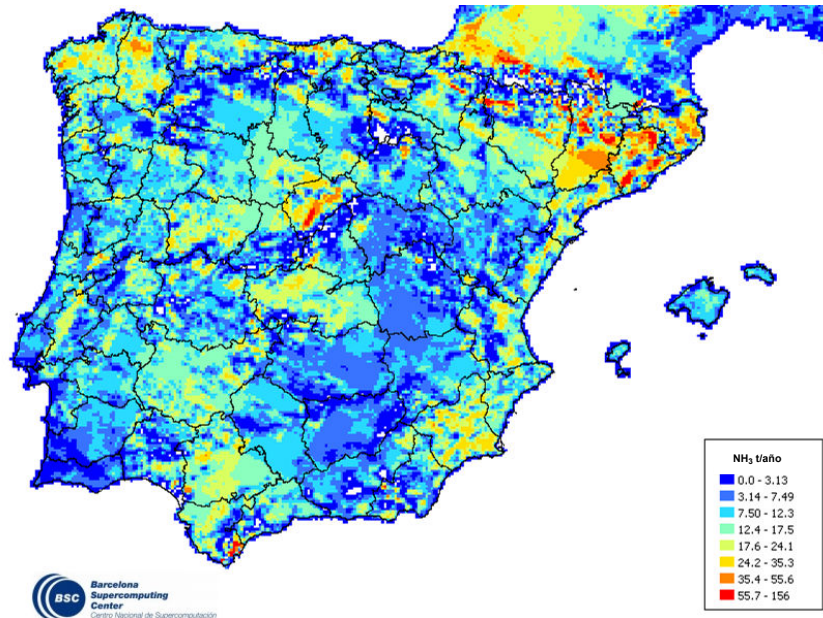 NH₃ t/año
0.0 - 3.13
3.14 - 7.49
7.50 - 12.3
12.4 - 17.5
17.6 - 24.1
24.2 - 35.3
35.4 - 55.6
55.7 - 156
BSC
Barcelona
Supercomputing
Center
Centro Nacional de Supercomputación